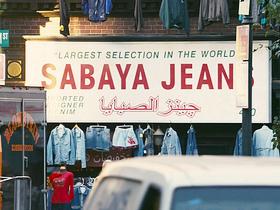 "LARGEST SELECTION IN THE WORLD
SABAYA JEANS
جينز الصبايا